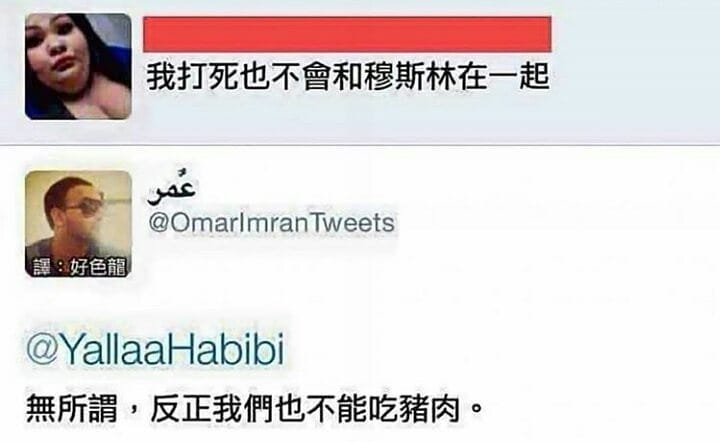 我打死也不會和穆斯林在一起
عُمر
@OmarImranTweets
譯：好色龍
@YallaaHabibi
無所謂，反正我們也不能吃豬肉。